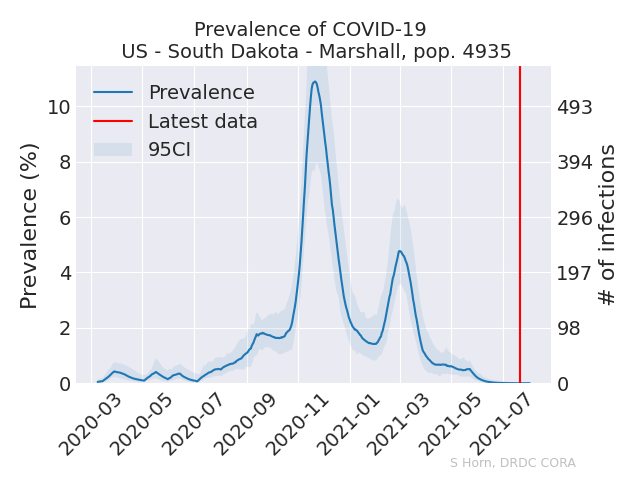 Prevalence of COVID-19
US - South Dakota - Marshall, pop. 4935
Prevalence
Latest data
95CI
Prevalence (%)
10
8
6
4
2
0
493
394
296
197
98
0
# of infections
2020-03
2020-05
2020-07
2020-09
2020-11
2021-01
2021-03
2021-05
2021-07
S Horn, DRDC CORA